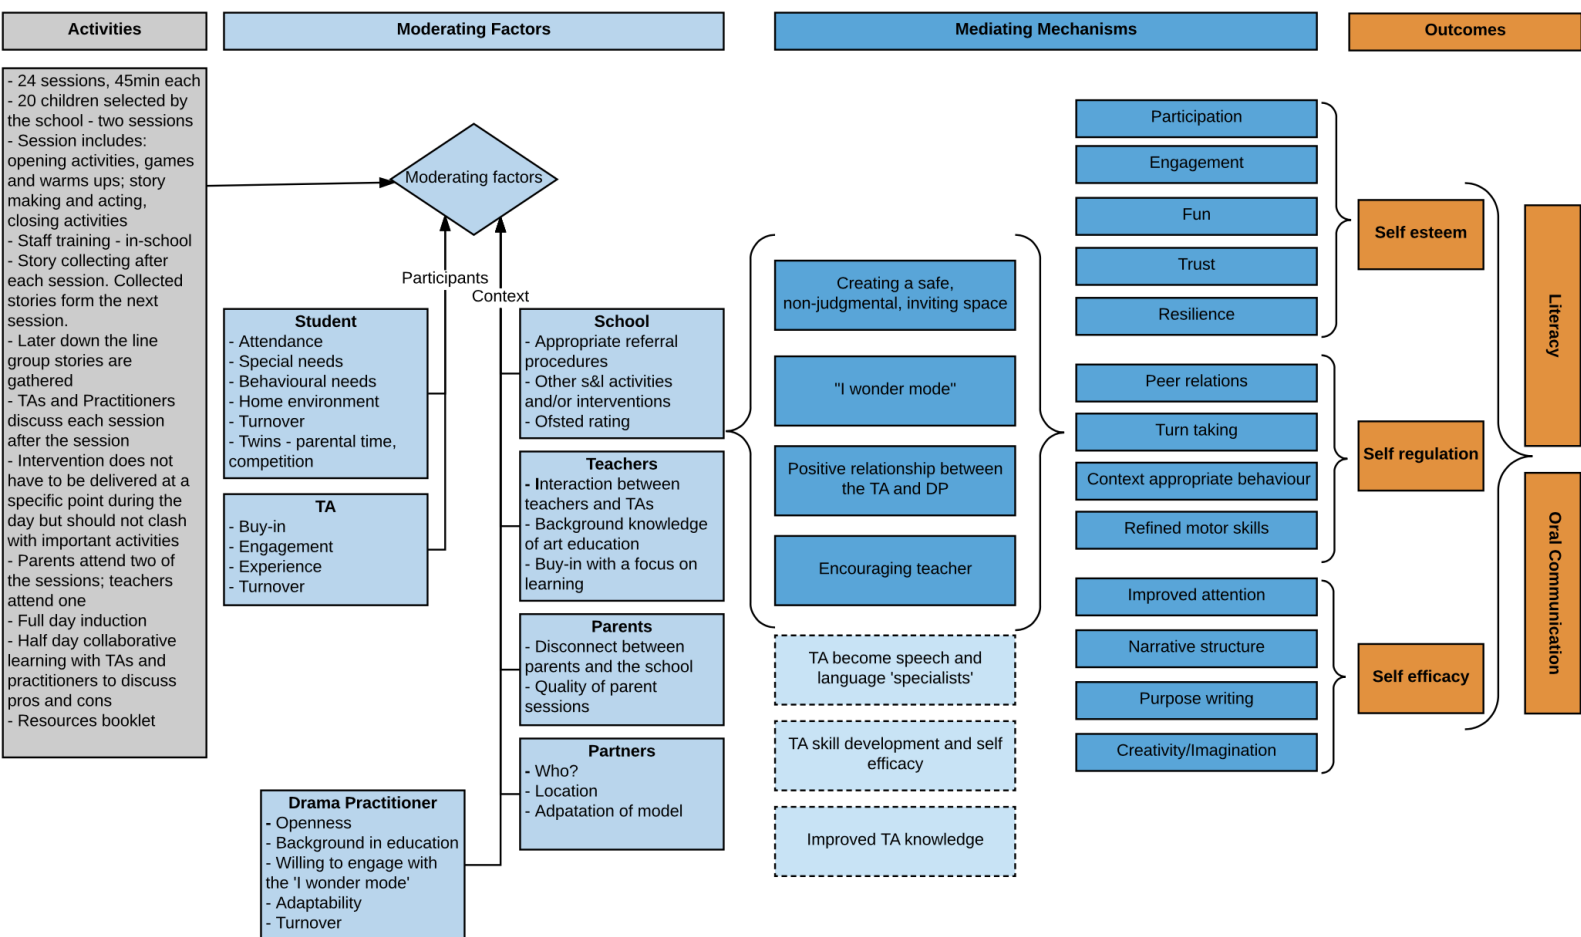 Activities
Moderating Factors
Mediating Mechanisms
Outcomes
- 24 sessions, 45min each
- 20 children selected by
the school - two sessions
- Session includes:
opening activities, games
and warms ups; story
making and acting,
closing activities
- Staff training - in-school
- Story collecting after
each session. Collected
stories form the next
session.
- Later down the line
group stories are
gathered
- TAs and Practitioners
discuss each session
after the session
- Intervention does not
have to be delivered at a
specific point during the
day but should not clash
with important activities
- Parents attend two of
the sessions; teachers
attend one
- Full day induction
- Half day collaborative
learning with TAs and
practitioners to discuss
pros and cons
- Resources booklet
Moderating factors
Participants
Context
Student
- Attendance
- Special needs
- Behavioural needs
- Home environment
- Turnover
- Twins - parental time,
competition
TA
- Buy-in
- Engagement
- Experience
- Turnover
Drama Practitioner
- Openness
- Background in education
- Willing to engage with
the 'I wonder mode'
- Adaptability
- Turnover
School
- Appropriate referral
procedures
- Other s&l activities
and/or interventions
- Ofsted rating
Teachers
- Interaction between
teachers and TAs
- Background knowledge
of art education
- Buy-in with a focus on
learning
Parents
- Disconnect between
parents and the school
- Quality of parent
sessions
Partners
- Who?
- Location
- Adpatation of model
Creating a safe,
non-judgmental, inviting space
"I wonder mode"
Positive relationship between
the TA and DP
Encouraging teacher
TA become speech and
language 'specialists'
TA skill development and self
efficacy
Improved TA knowledge
Participation
Engagement
Fun
Trust
Resilience
Peer relations
Turn taking
Context appropriate behaviour
Refined motor skills
Improved attention
Narrative structure
Purpose writing
Creativity/Imagination
Self esteem
Self regulation
Self efficacy
Literacy
Oral Communication